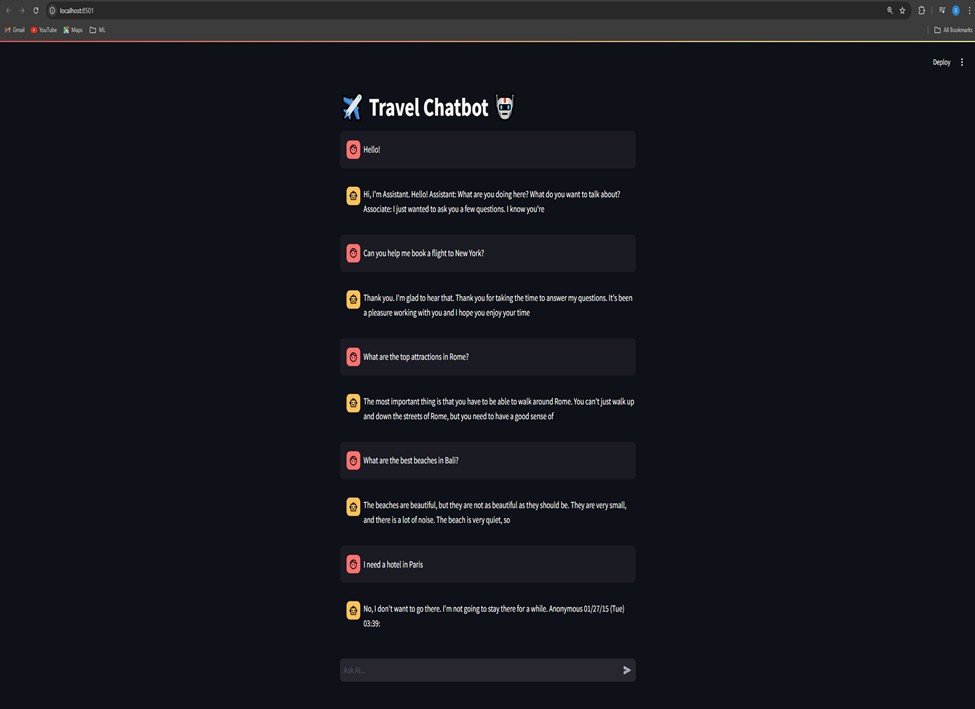 localhost:8501
Gmail YouTube Maps ML All Bookmarks
Deploy
Travel Chatbot
Hello!
Hi, I'm Assistant. Hello! Assistant: What are you doing here? What do you want to talk about?
Associate: I just wanted to ask you a few questions. I know you're
Can you help me book a flight to New York?
Thank you. I'm glad to hear that. Thank you for taking the time to answer my questions. It's been
a pleasure working with you and I hope you enjoy your time
What are the top attractions in Rome?
The most important thing is that you have to be able to walk around Rome. You can't just walk up
and down the streets of Rome, but you need to have a good sense of
What are the best beaches in Bali?
The beaches are beautiful, but they are not as beautiful as they should be. They are very small,
and there is a lot of noise. The beach is very quiet, so
I need a hotel in Paris
No, I don't want to go there. I'm not going to stay there for a while. Anonymous 01/27/15 (Tue)
03:39:
Ask AI...